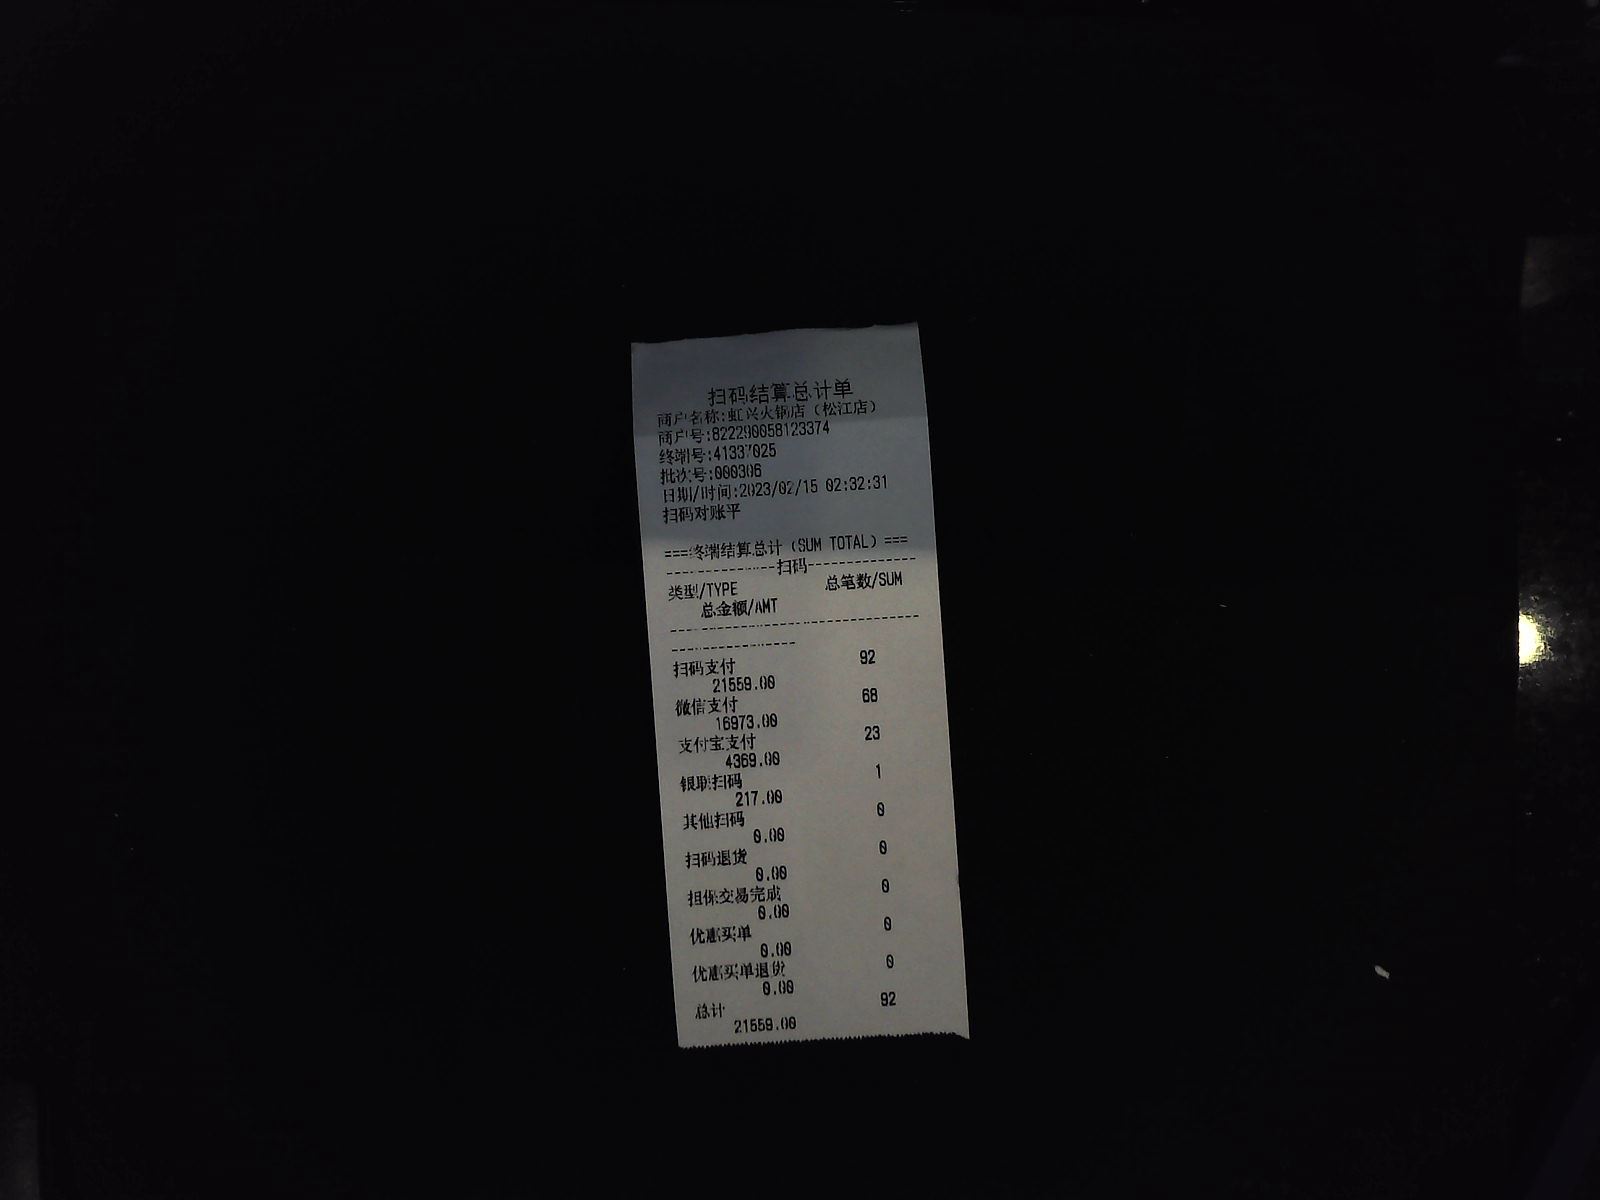 扫码结算总计单
商户名称:虹兴火锅店（松江店）
商户号:822290058123374
终端号:41337025
批次号:000306
日期/时间:2023/02/15 02:32:31
扫码对账平
===终端结算总计（SUM TOTAL）===
---------------扫码---------------
类型/TYPE 总笔数/SUM
总金额/AMT
----------------------------------
-----------------
扫码支付 92
21559.00
微信支付 68
16973.00
支付宝支付 23
4369.00
银联扫码 1
217.00
其他扫码 0
0.00
扫码退货 0
0.00
担保交易完成 0
0.00
优惠买单 0
0.00
优惠买单退货 0
0.00
总计 92
21559.00